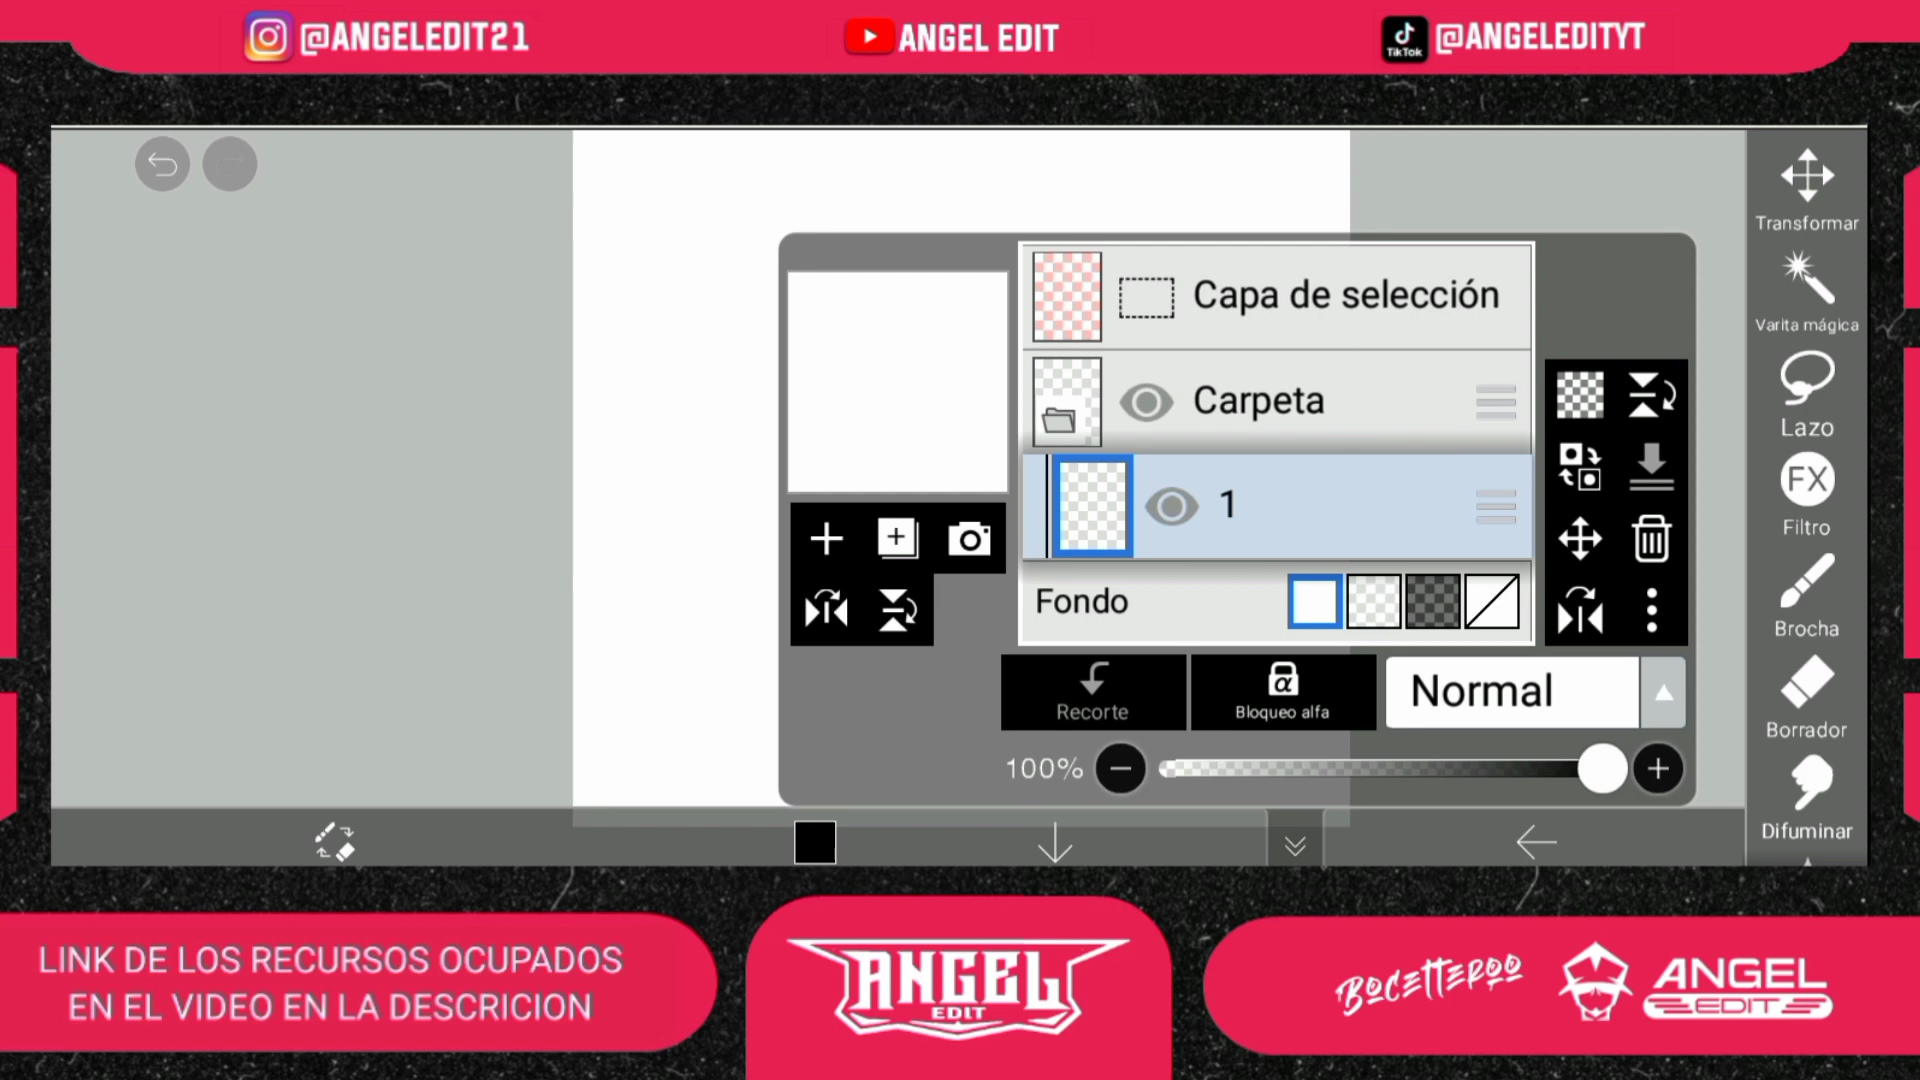 @ANGELEDIT21
ANGEL EDIT
TikTok
@ANGELEDITYT
Transformar
Varita mágica
Lazo
FX
Filtro
Brocha
Borrador
Difuminar
Capa de selección
Carpeta
1
Fondo
Recorte
α
Bloqueo alfa
Normal
100%
LINK DE LOS RECURSOS OCUPADOS
EN EL VIDEO EN LA DESCRICION
ANGEL
EDIT
BOCETTEROO
ANGEL
EDIT